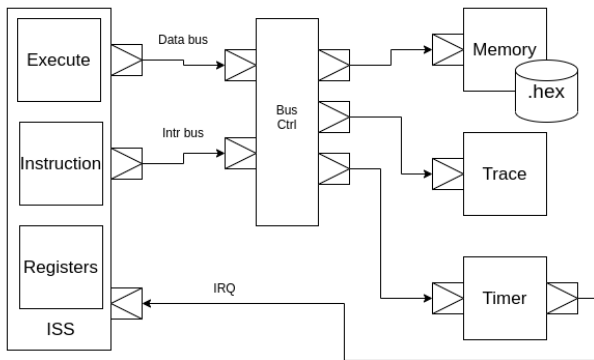 Execute
Data bus
Memory
.hex
Bus
Ctrl
Instruction
Intr bus
Trace
Registers
IRQ
Timer
ISS